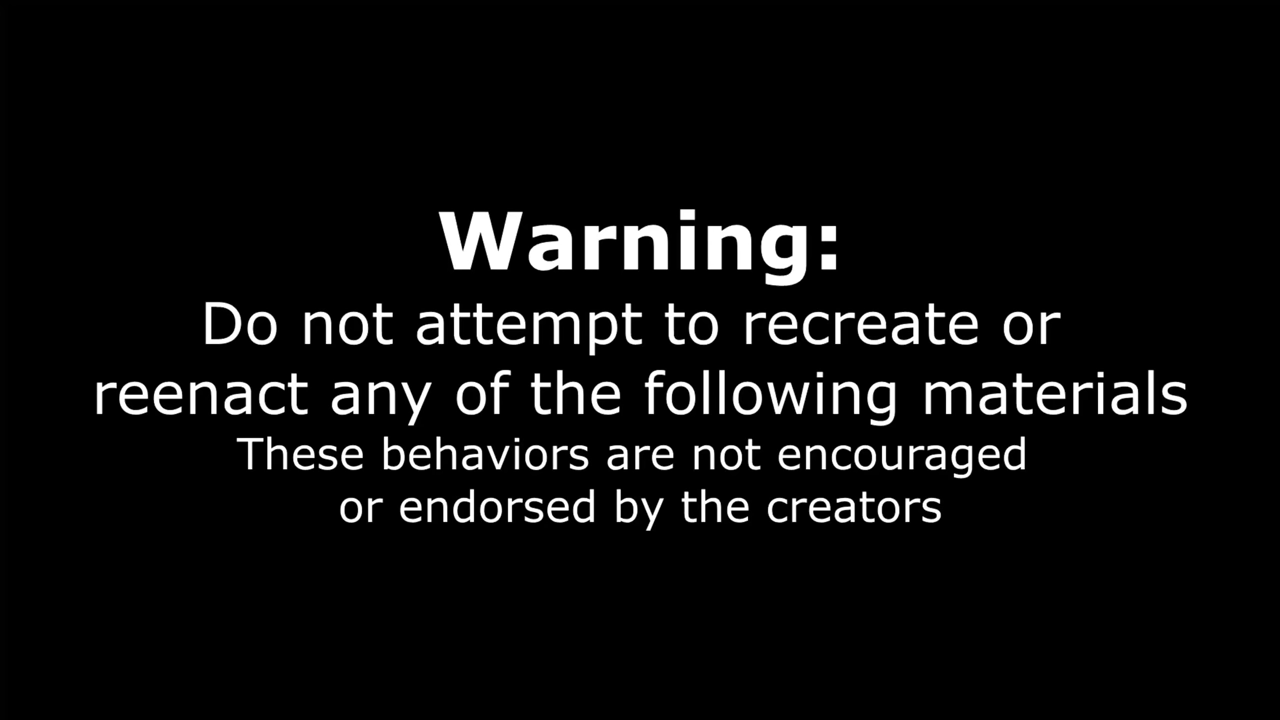 Warning:
Do not attempt to recreate or
reenact any of the following materials
These behaviors are not encouraged
or endorsed by the creators